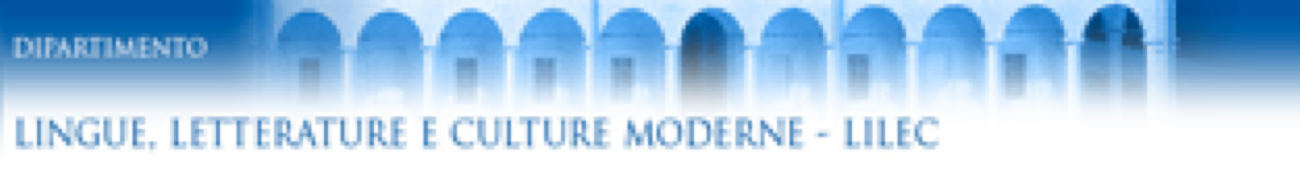 DIPARTIMENTO
LINGUE, LETTERATURE E CULTURE MODERNE - LILEC